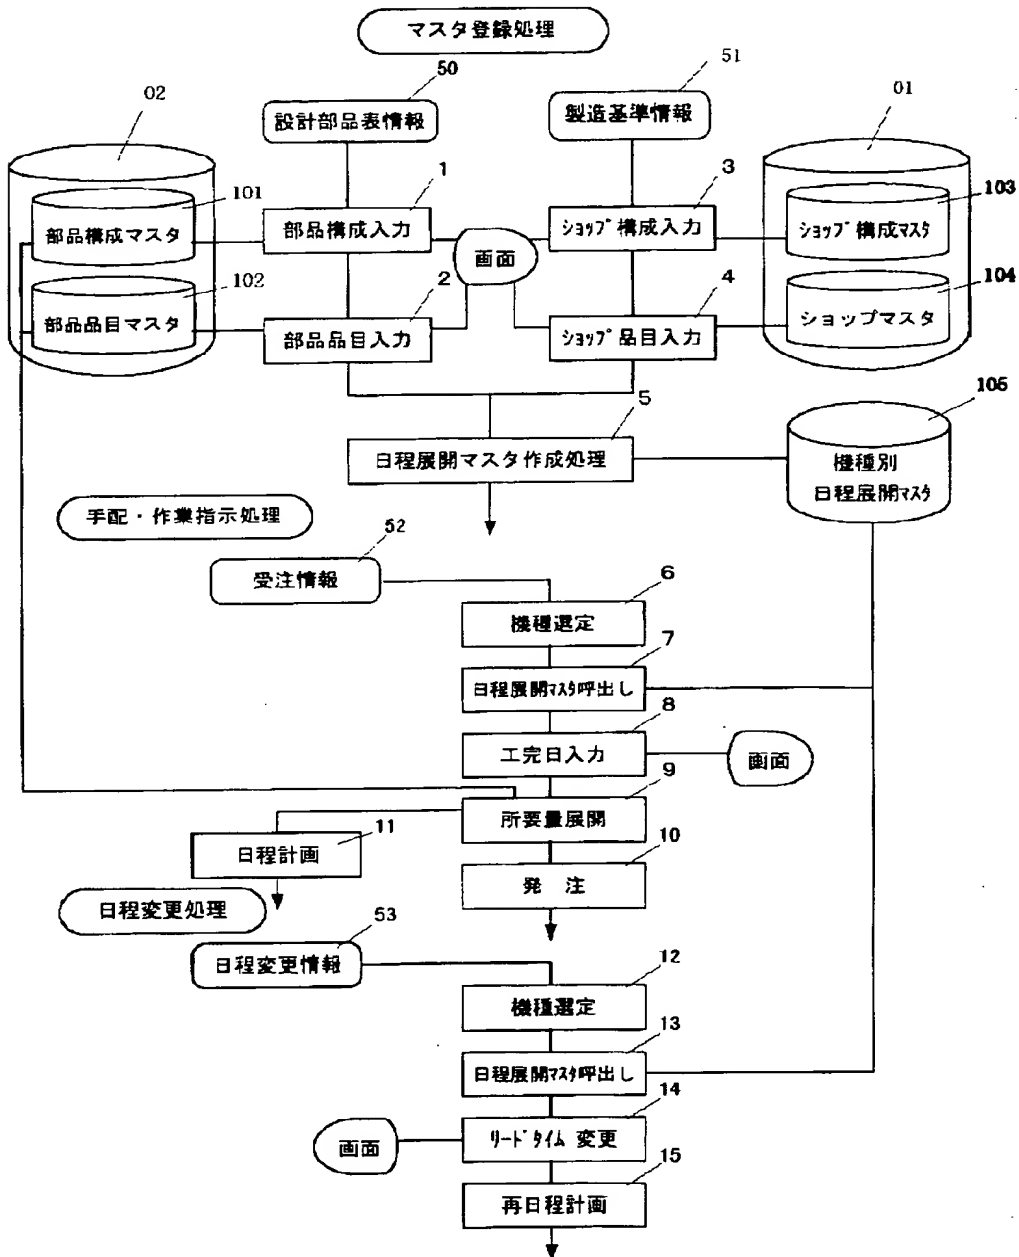 マスタ登録処理
50
51
02
01
設計部品表情報
製造基準情報
1
3
101
103
部品構成マスタ
部品構成入力
画面
ショップ構成入力
ショップ構成マスタ
102
2
4
104
部品品目マスタ
部品品目入力
ショップ品目入力
ショップマスタ
5
105
日程展開マスタ作成処理
機種別
日程展開マスタ
手配・作業指示処理
52
受注情報
6
機種選定
7
日程展開マスタ呼出し
8
工完日入力
画面
9
所要量展開
11
日程計画
10
発 注
日程変更処理
53
日程変更情報
12
機種選定
13
日程展開マスタ呼出し
14
画面
リードタイム 変更
15
再日程計画